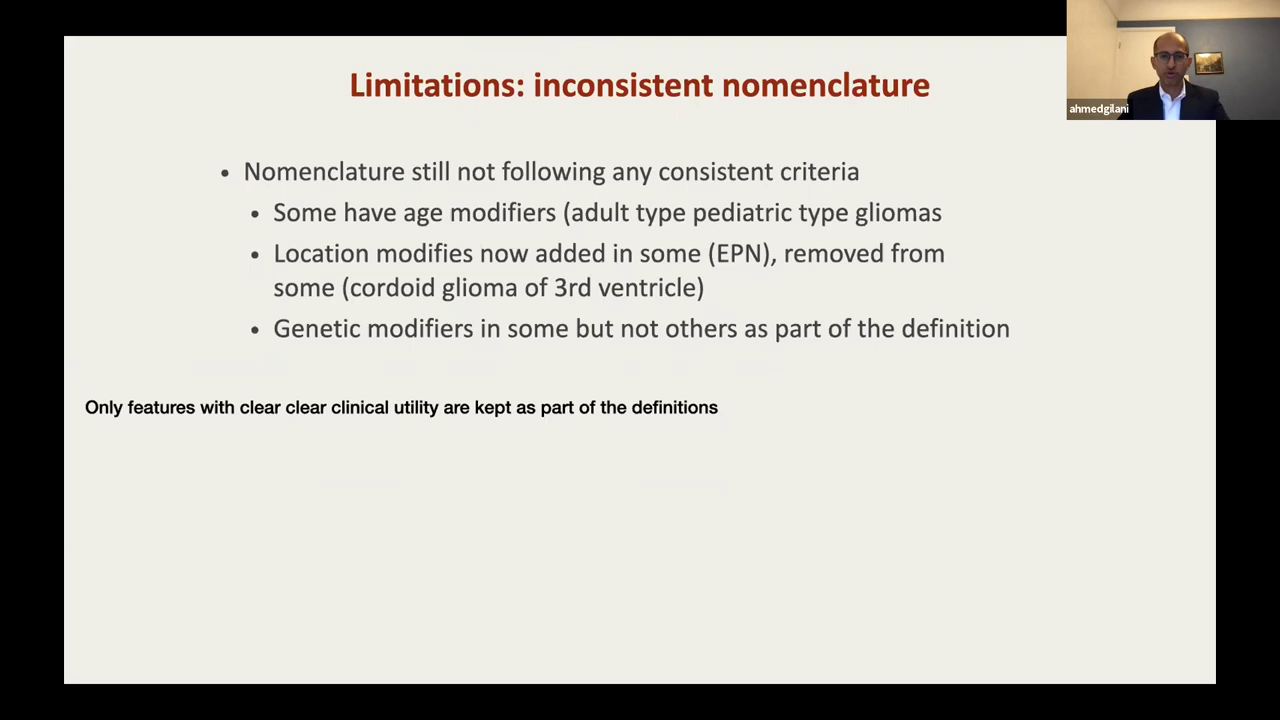 Limitations: inconsistent nomenclature
ahmedgilani
• Nomenclature still not following any consistent criteria
• Some have age modifiers (adult type pediatric type gliomas
• Location modifies now added in some (EPN), removed from
some (cordoid glioma of 3rd ventricle)
• Genetic modifiers in some but not others as part of the definition
Only features with clear clear clinical utility are kept as part of the definitions